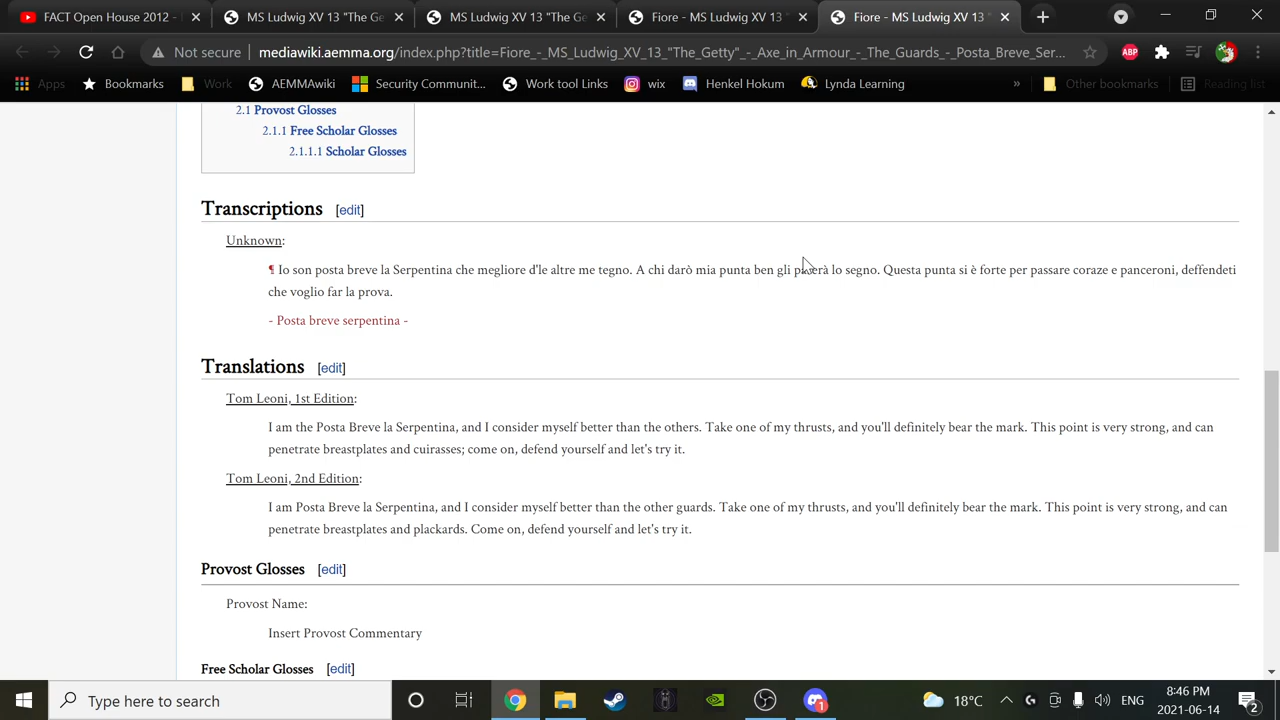 FACT Open House 2012 -
MS Ludwig XV 13 "The Ge
MS Ludwig XV 13 "The Ge
Fiore - MS Ludwig XV 13
Fiore - MS Ludwig XV 13 "
Not secure
mediawiki.aemma.org/index.php?title=Fiore_-_MS_Ludwig_XV_13_"The_Getty"_-_Axe_in_Armour_-_The_Guards_-_Posta_Breve_Ser...
ABP
Apps
Bookmarks
Work
AEMMAwiki
Security Communit...
Work tool Links
wix
Henkel Hokum
Lynda Learning
»
Other bookmarks
Reading list
2.1 Provost Glosses
2.1.1 Free Scholar Glosses
2.1.1.1 Scholar Glosses
Transcriptions [edit]
Unknown:
¶ Io son posta breve la Serpentina che megliore d'le altre me tegno. A chi darò mia punta ben gli parerà lo segno. Questa punta si è forte per passare coraze e panceroni, deffendeti
che voglio far la prova.
- Posta breve serpentina -
Translations [edit]
Tom Leoni, 1st Edition:
I am the Posta Breve la Serpentina, and I consider myself better than the others. Take one of my thrusts, and you'll definitely bear the mark. This point is very strong, and can
penetrate breastplates and cuirasses; come on, defend yourself and let's try it.
Tom Leoni, 2nd Edition:
I am Posta Breve la Serpentina, and I consider myself better than the other guards. Take one of my thrusts, and you'll definitely bear the mark. This point is very strong, and can
penetrate breastplates and plackards. Come on, defend yourself and let's try it.
Provost Glosses [edit]
Provost Name:
Insert Provost Commentary
Free Scholar Glosses [edit]
Type here to search
1
18°C
ENG
8:46 PM
2021-06-14
2